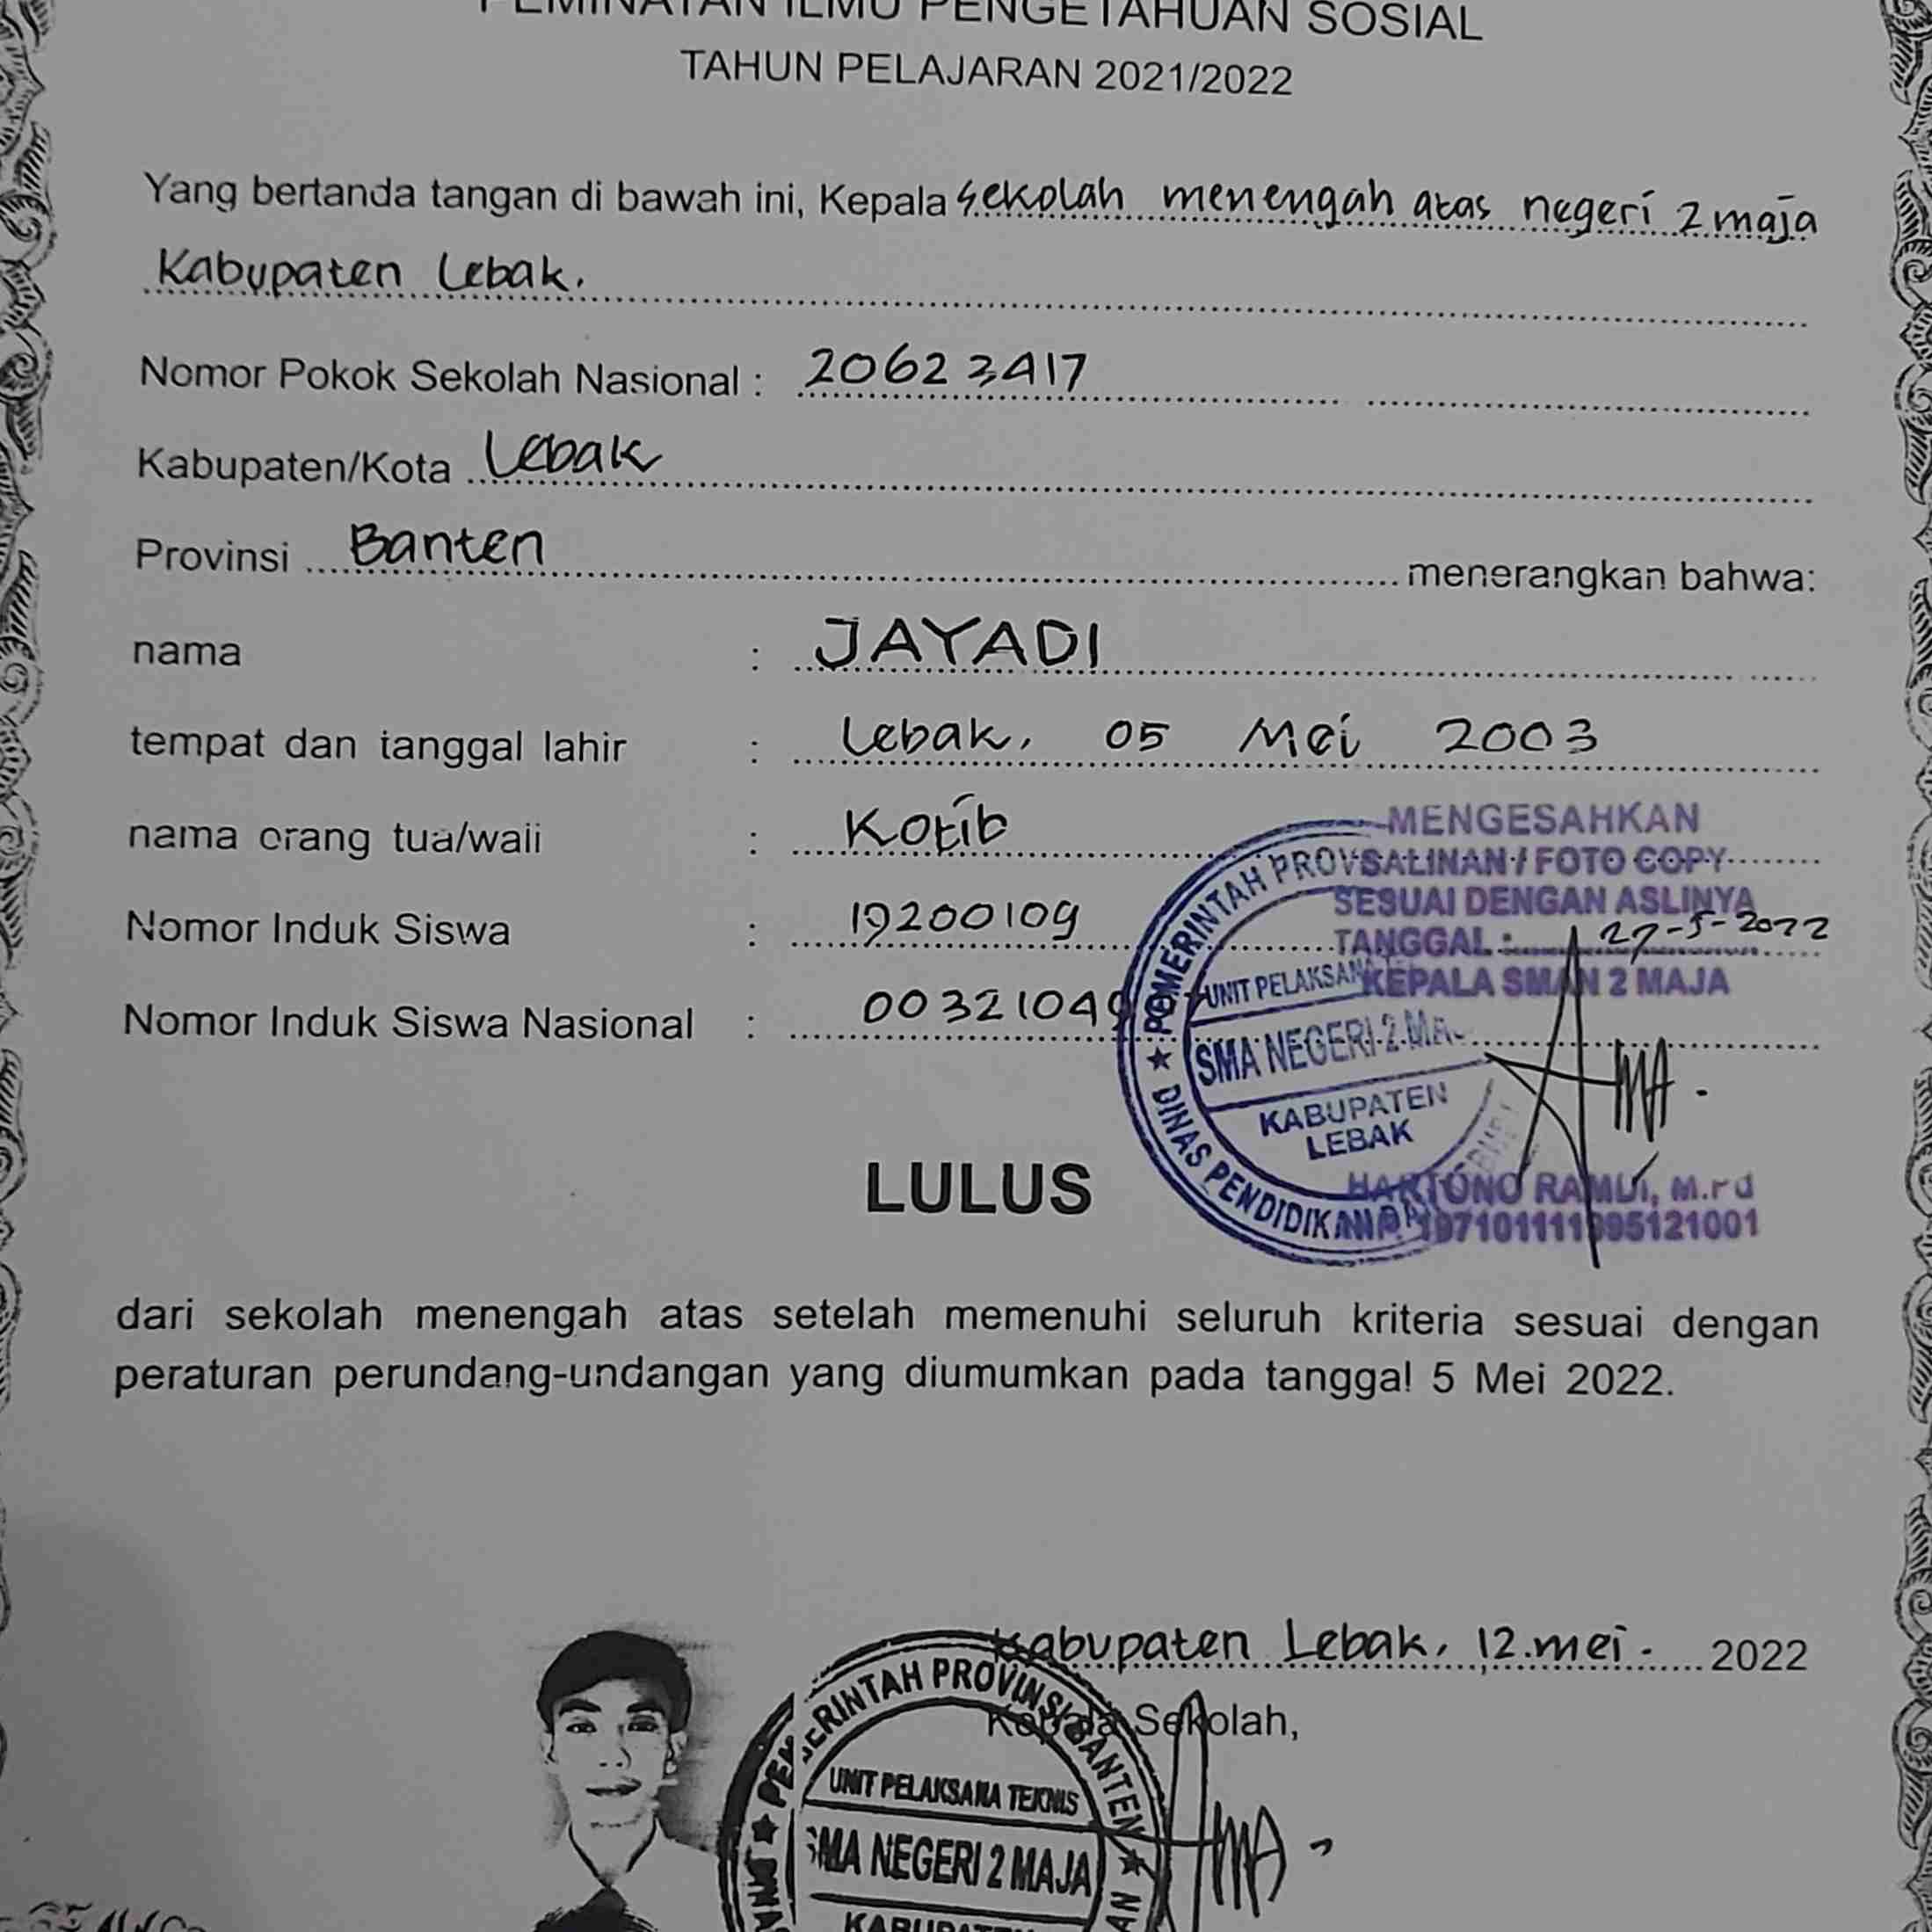 PEMINATAN ILMU PENGETAHUAN SOSIAL
TAHUN PELAJARAN 2021/2022
Yang bertanda tangan di bawah ini, Kepala sekolah menengah atas negeri 2 maja
Kabupaten Lebak.
Nomor Pokok Sekolah Nasional : 20623417
Kabupaten/Kota Lebak
Provinsi Banten menerangkan bahwa:
nama : JAYADI
tempat dan tanggal lahir : Lebak, 05 Mei 2003
nama orang tua/wali : Kotib
Nomor Induk Siswa : 19200109
Nomor Induk Siswa Nasional :
MENGESAHKAN
SALINAN / FOTO COPY
SESUAI DENGAN ASLINYA
TANGGAL : 27-5-2022
KEPALA SMAN 2 MAJA
PEMERINTAH
UNIT PELAKSANA
SMA NEGERI 2
KABUPATEN
LEBAK
DINAS PENDIDIKAN
HARTONO M.Pd
LULUS
dari sekolah menengah atas setelah memenuhi seluruh kriteria sesuai dengan
peraturan perundang-undangan yang diumumkan pada tanggal 5 Mei 2022.
Kabupaten Lebak, 12 mei. 2022
Kepala Sekolah,
PEMERINTAH PROVINSI BANTEN
UNIT PELAKSANA TEKNIS
SMA NEGERI 2 MAJA
KABUPATEN